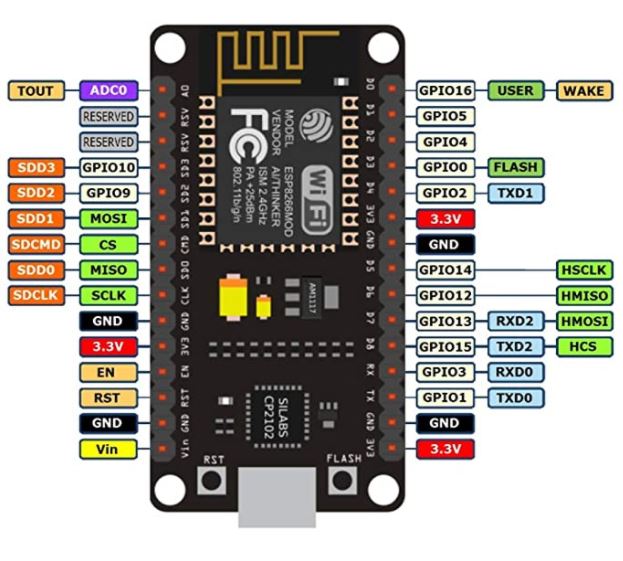 TOUT ADC0 A0 D0 GPIO16 USER WAKE
RESERVED RSV D1 GPIO5
RESERVED RSV D2 GPIO4
SDD3 GPIO10 SD3 D3 GPIO0 FLASH
SDD2 GPIO9 SD2 D4 GPIO2 TXD1
SDD1 MOSI SD1 3V3 3.3V
SDCMD CS CMD GND GND
SDD0 MISO SD0 D5 GPIO14 HSCLK
SDCLK SCLK CLK D6 GPIO12 HMISO
GND GND D7 GPIO13 RXD2 HMOSI
3.3V 3V3 D8 GPIO15 TXD2 HCS
EN EN RX GPIO3 RXD0
RST RST TX GPIO1 TXD0
GND GND GND GND
Vin Vin 3V3 3.3V
MODEL ESP8266MOD
VENDOR AI/THINKER
ISM 2.4GHz
PA +25dBm
802.11b/g/n
FC
Wi Fi
AM1117
SILABS
CP2102
RST FLASH